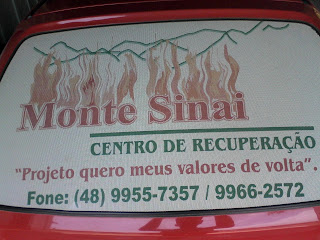 Monte Sinai
CENTRO DE RECUPERAÇÃO
"Projeto quero meus valores de volta".
Fone: (48) 9955-7357 / 9966-2572